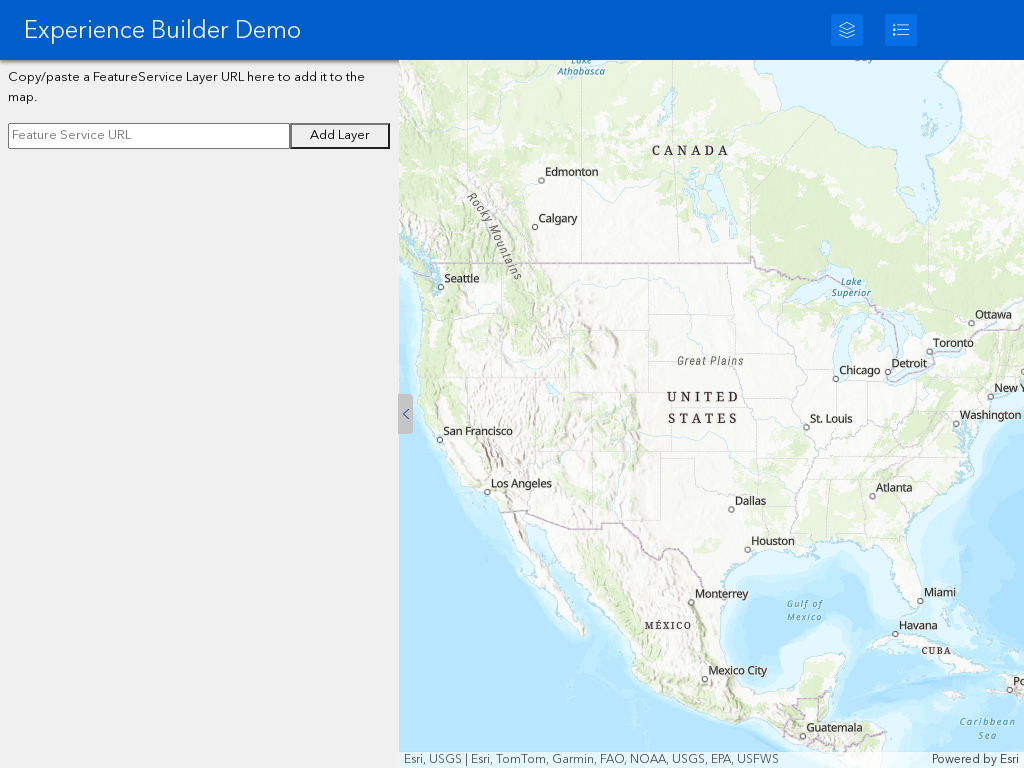 Experience Builder Demo
Copy/paste a FeatureService Layer URL here to add it to the
map.
Feature Service URL
Add Layer
Lake
Athabasca
Bay
CANADA
Edmonton
Rocky Mountains
Calgary
Seattle
Lake
Superior
Ottawa
Toronto
Great Plains
Detroit
Chicago
New Y
UNITED
STATES
St. Louis
Washington
San Francisco
Los Angeles
Atlanta
Dallas
Houston
Monterrey
Gulf of
Mexico
Miami
MÉXICO
Havana
CUBA
Mexico City
Po
Guatemala
Caribbean
Sea
Esri, USGS | Esri, TomTom, Garmin, FAO, NOAA, USGS, EPA, USFWS
Powered by Esri